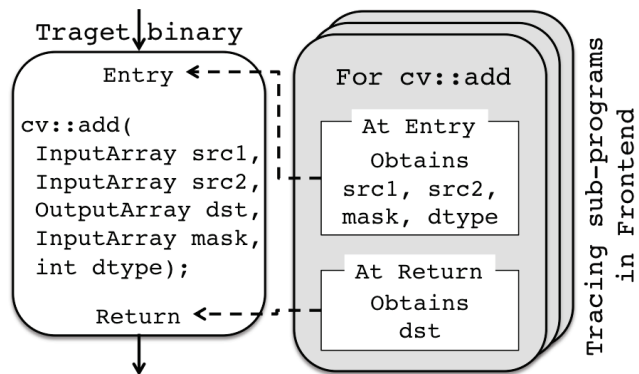 Traget binary
Entry
cv::add(
InputArray src1,
InputArray src2,
OutputArray dst,
InputArray mask,
int dtype);
Return
For cv::add
At Entry
Obtains
src1, src2,
mask, dtype
At Return
Obtains
dst
Tracing sub-programs
in Frontend